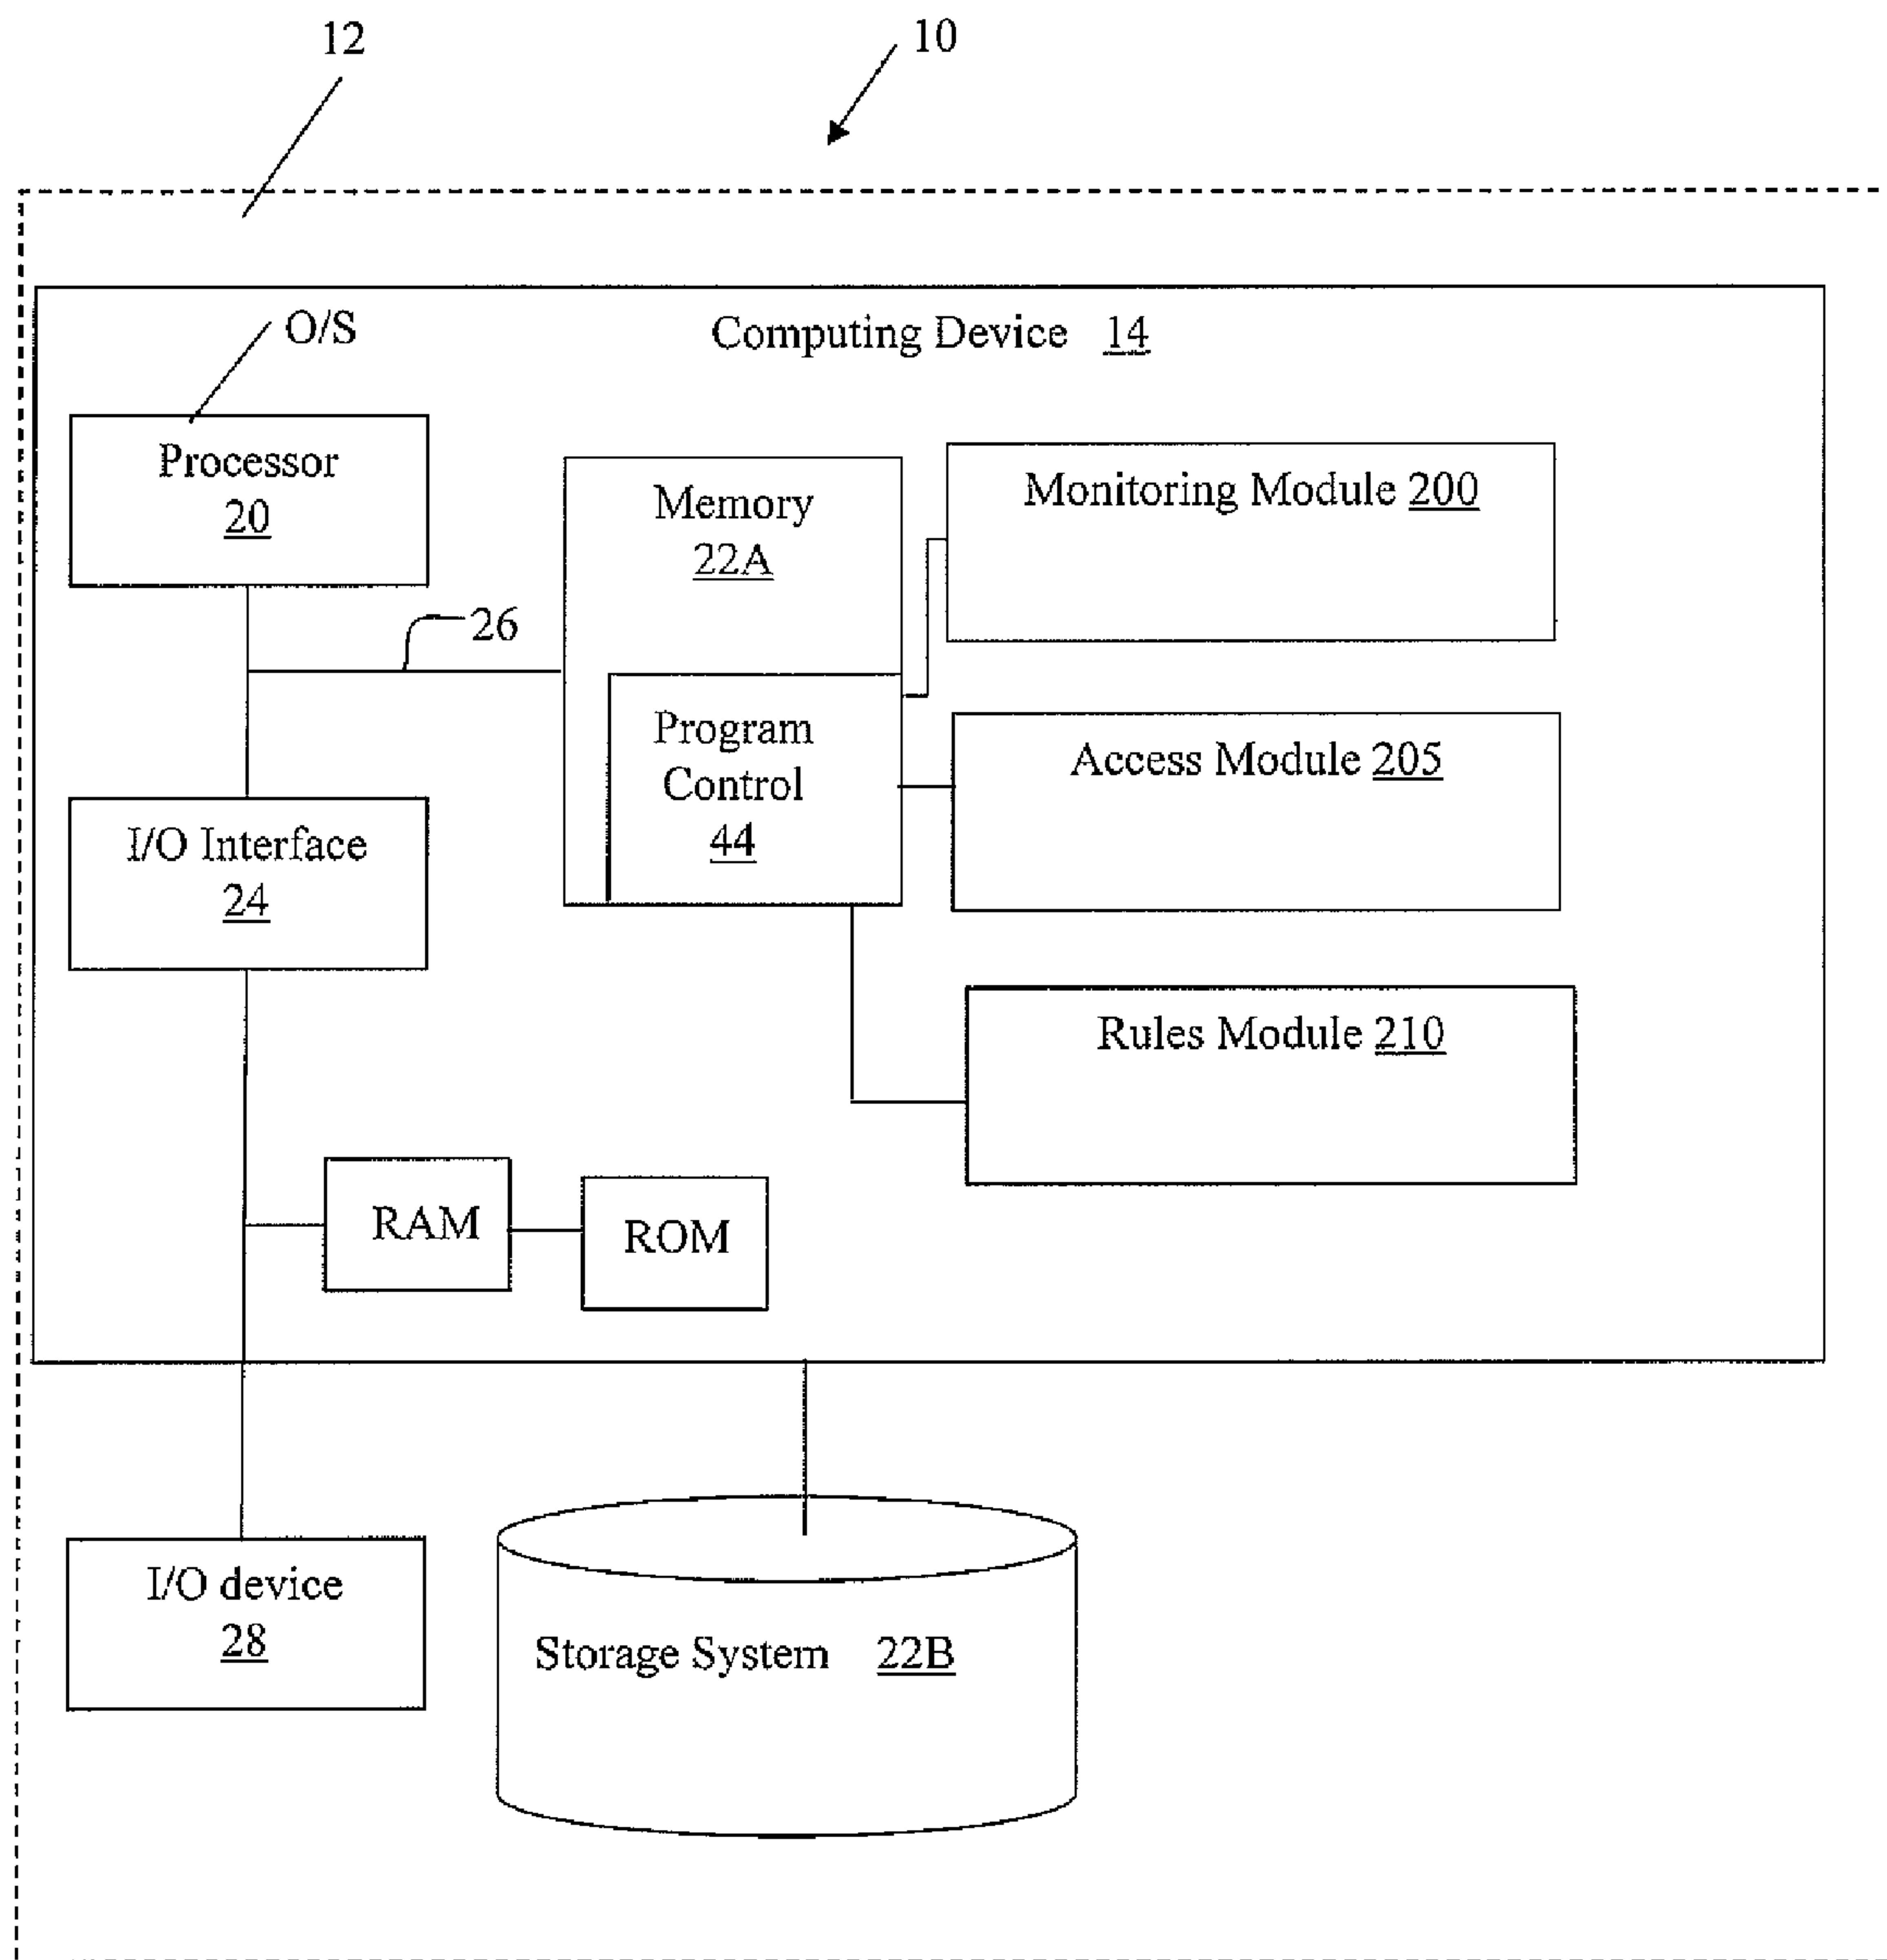 12
10
O/S
Computing Device 14
Processor
20
Memory
22A
Monitoring Module 200
26
Program
Control
44
Access Module 205
I/O Interface
24
Rules Module 210
RAM
ROM
I/O device
28
Storage System 22B